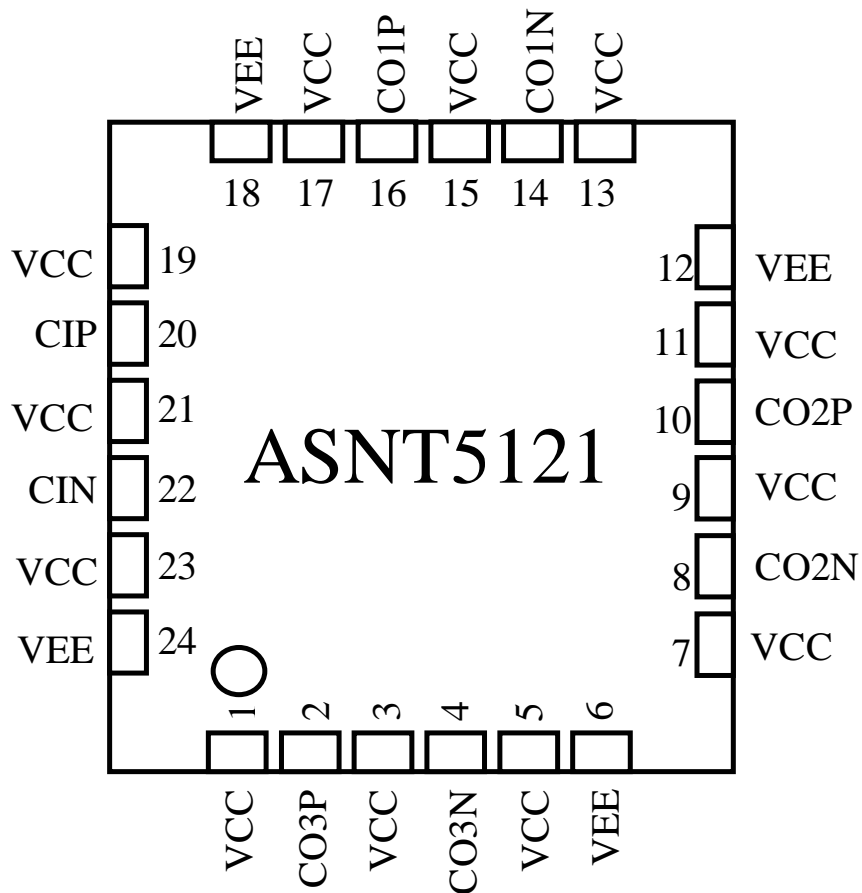 VEE VCC CO1P VCC CO1N VCC
18 17 16 15 14 13
VCC 19
12 VEE
CIP 20
11 VCC
VCC 21
10 CO2P
ASNT5121
CIN 22
9 VCC
VCC 23
8 CO2N
VEE 24
7 VCC
1 2 3 4 5 6
VCC CO3P VCC CO3N VCC VEE